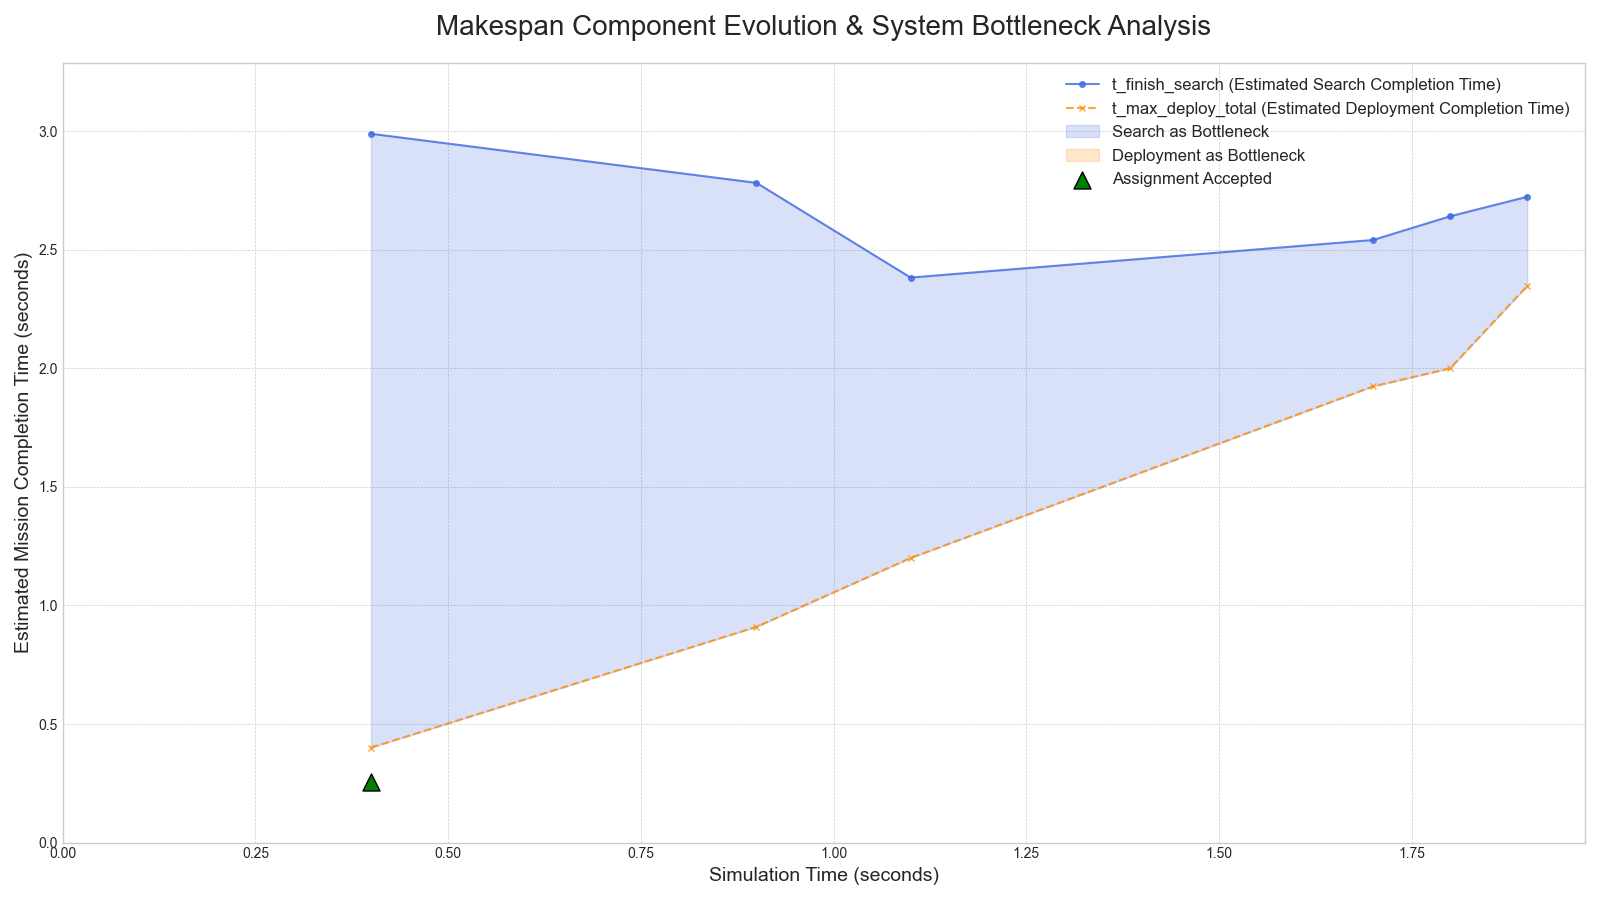 Makespan Component Evolution & System Bottleneck Analysis
t_finish_search (Estimated Search Completion Time)
t_max_deploy_total (Estimated Deployment Completion Time)
Search as Bottleneck
Deployment as Bottleneck
Assignment Accepted
Estimated Mission Completion Time (seconds)
3.0
2.5
2.0
1.5
1.0
0.5
0.0
0.00 0.25 0.50 0.75 1.00 1.25 1.50 1.75
Simulation Time (seconds)